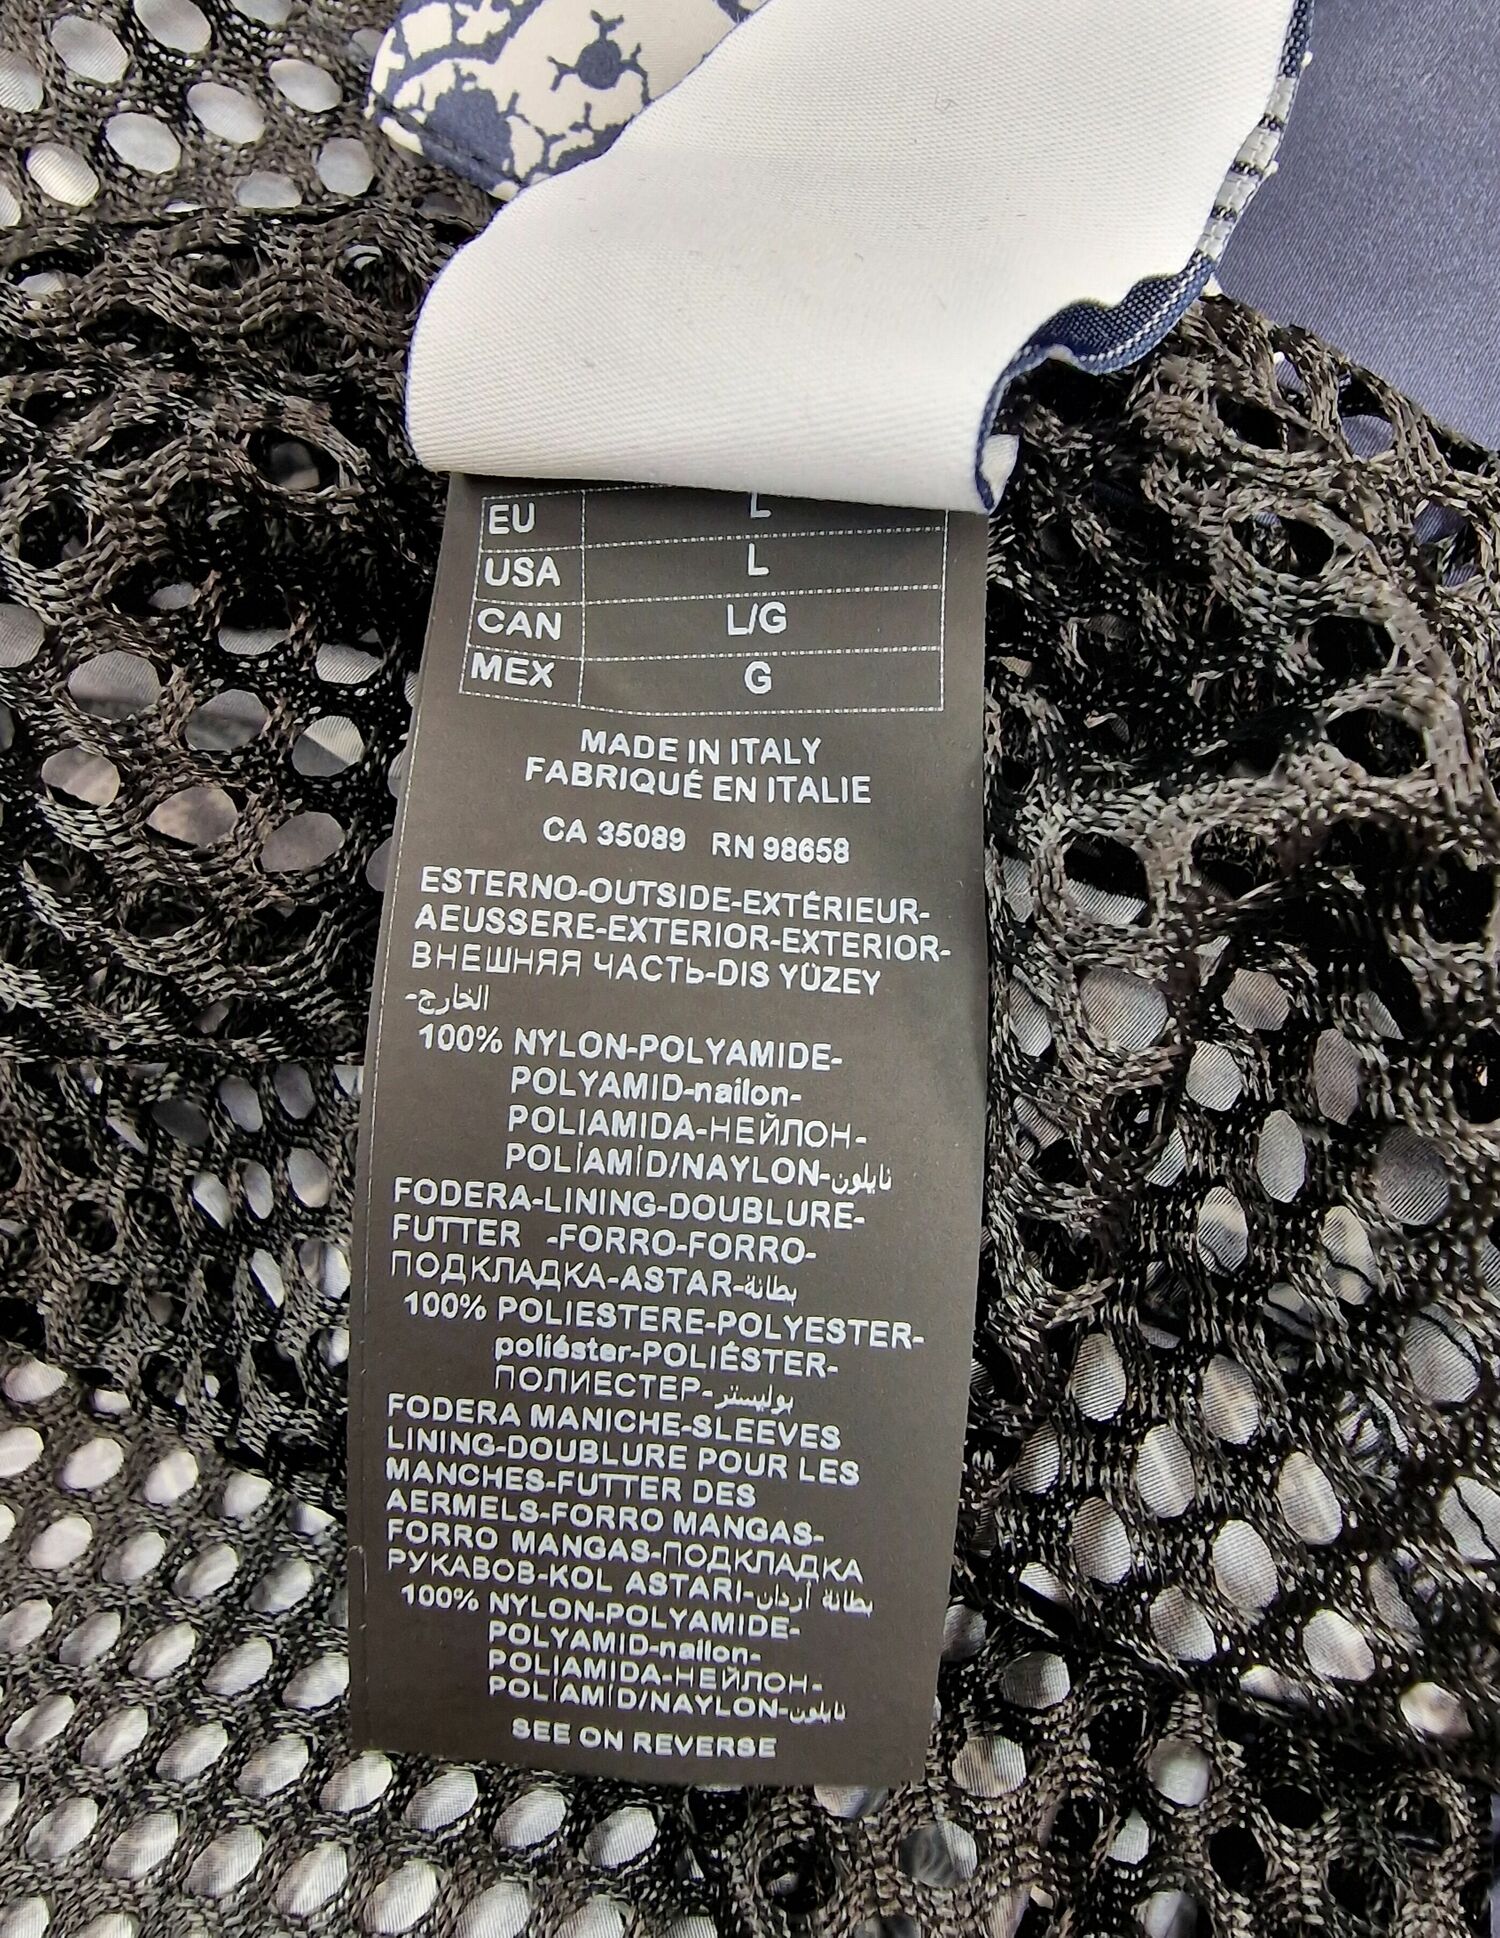 EU L
USA L
CAN L/G
MEX G
MADE IN ITALY
FABRIQUÉ EN ITALIE
CA 35089 RN 98658
ESTERNO-OUTSIDE-EXTÉRIEUR-
AEUSSERE-EXTERIOR-EXTERIOR-
ВНЕШНЯЯ ЧАСТЬ-DIS YÜZEY
-الخارج
100% NYLON-POLYAMIDE-
POLYAMID-nailon-
POLIAMIDA-НЕЙЛОН-
POLİAMİD/NAYLON-نايلون
FODERA-LINING-DOUBLURE-
FUTTER -FORRO-FORRO-
ПОДКЛАДКА-ASTAR-بطانة
100% POLIESTERE-POLYESTER-
poliéster-POLIÉSTER-
ПОЛИЕСТЕР-بوليستر
FODERA MANICHE-SLEEVES
LINING-DOUBLURE POUR LES
MANCHES-FUTTER DES
AERMELS-FORRO MANGAS-
FORRO MANGAS-ПОДКЛАДКА
РУКАВОВ-KOL ASTARI-بطانة أردان
100% NYLON-POLYAMIDE-
POLYAMID-nailon-
POLIAMIDA-НЕЙЛОН-
POLİAMİD/NAYLON-نايلون
SEE ON REVERSE